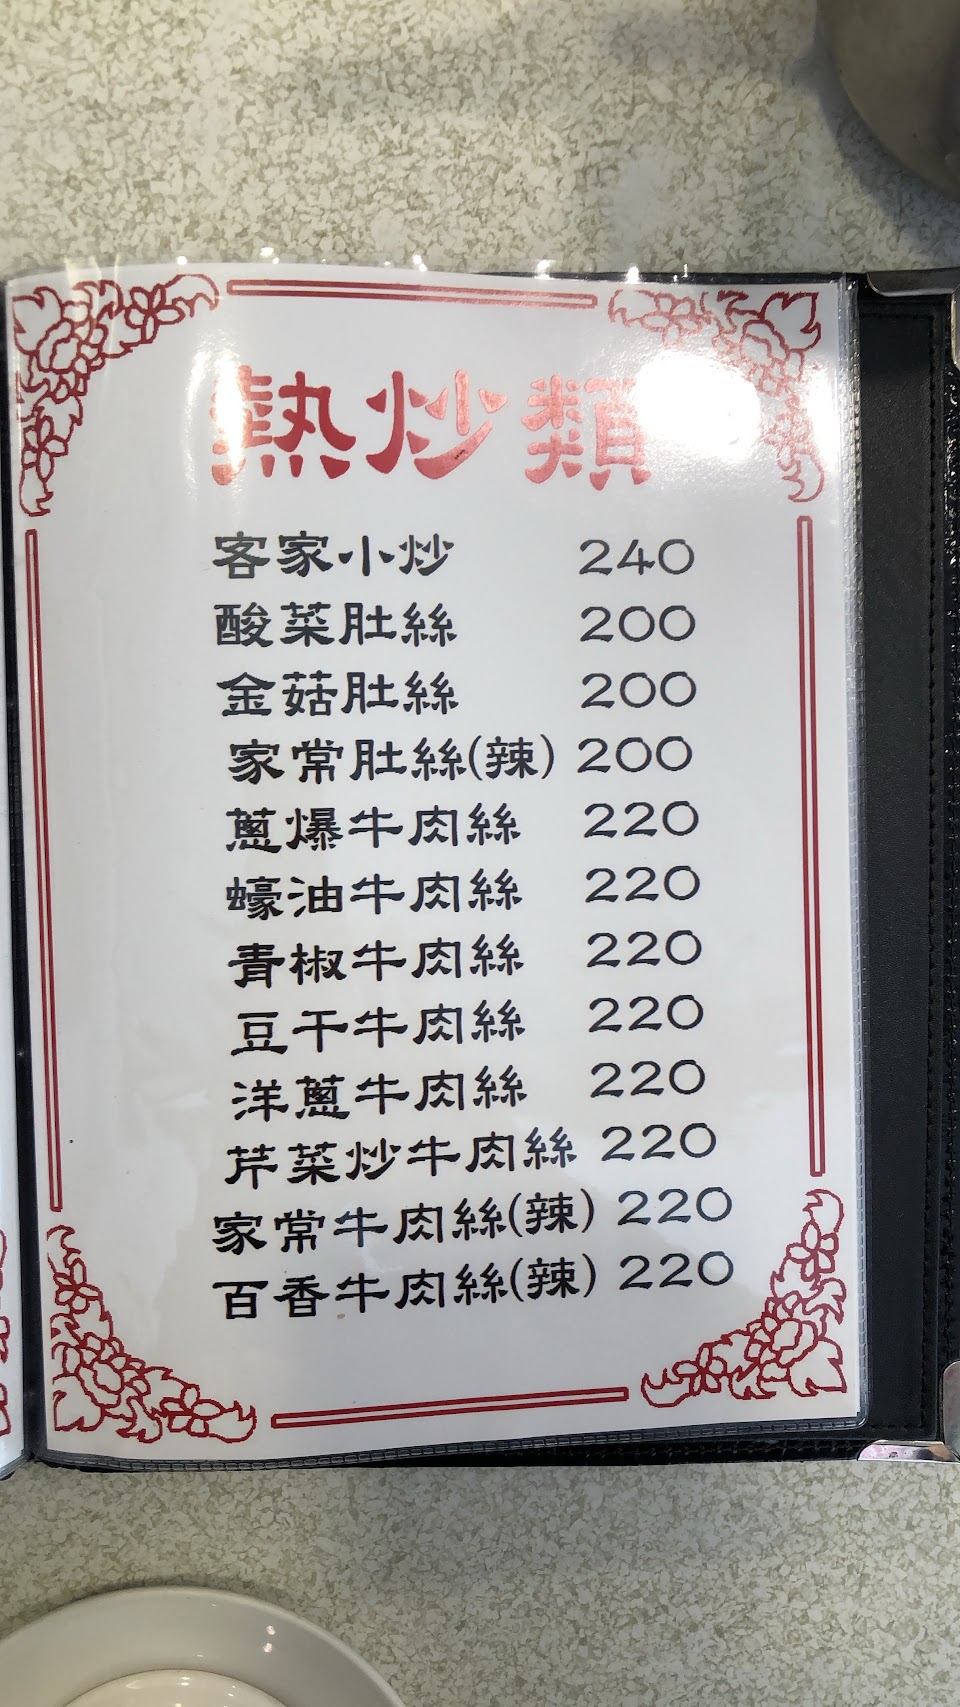 熱炒類
客家小炒 240
酸菜肚絲 200
金菇肚絲 200
家常肚絲(辣) 200
蔥爆牛肉絲 220
蠔油牛肉絲 220
青椒牛肉絲 220
豆干牛肉絲 220
洋蔥牛肉絲 220
芹菜炒牛肉絲 220
家常牛肉絲(辣) 220
百香牛肉絲(辣) 220